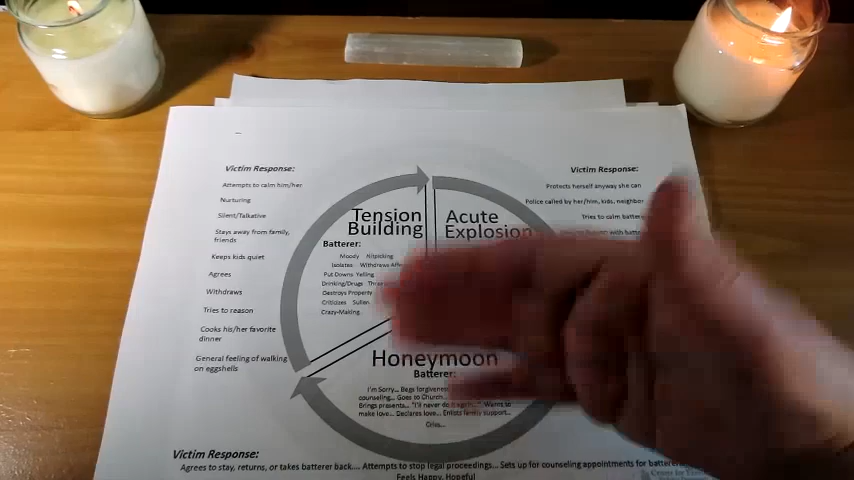 Victim Response:
Attempts to calm him/her
Nurturing
Silent/Talkative
Stays away from family,
friends
Keeps kids quiet
Agrees
Withdraws
Tries to reason
Cooks his/her favorite
dinner
General feeling of walking
on eggshells
Tension
Building
Batterer:
Moody Nitpicking
Isolates Withdraws
Put Downs Yelling
Drinking/Drugs
Destroys Property
Criticizes Sullen
Crazy-Making
Acute
Explosion
Victim Response:
Protects herself anyway she can
Police called by her/him, kids, neighbor
Tries to calm
Honeymoon
Batterer:
I'm Sorry... Begs
counseling... Goes to Church
Brings presents... "I'll never do Wants to
make love... Declares love... Enlists family support...
Cries...
Victim Response:
Agrees to stay, returns, or takes batterer back.... Attempts to stop legal proceedings... Sets up for counseling appointments for
Feels Happy, Hopeful